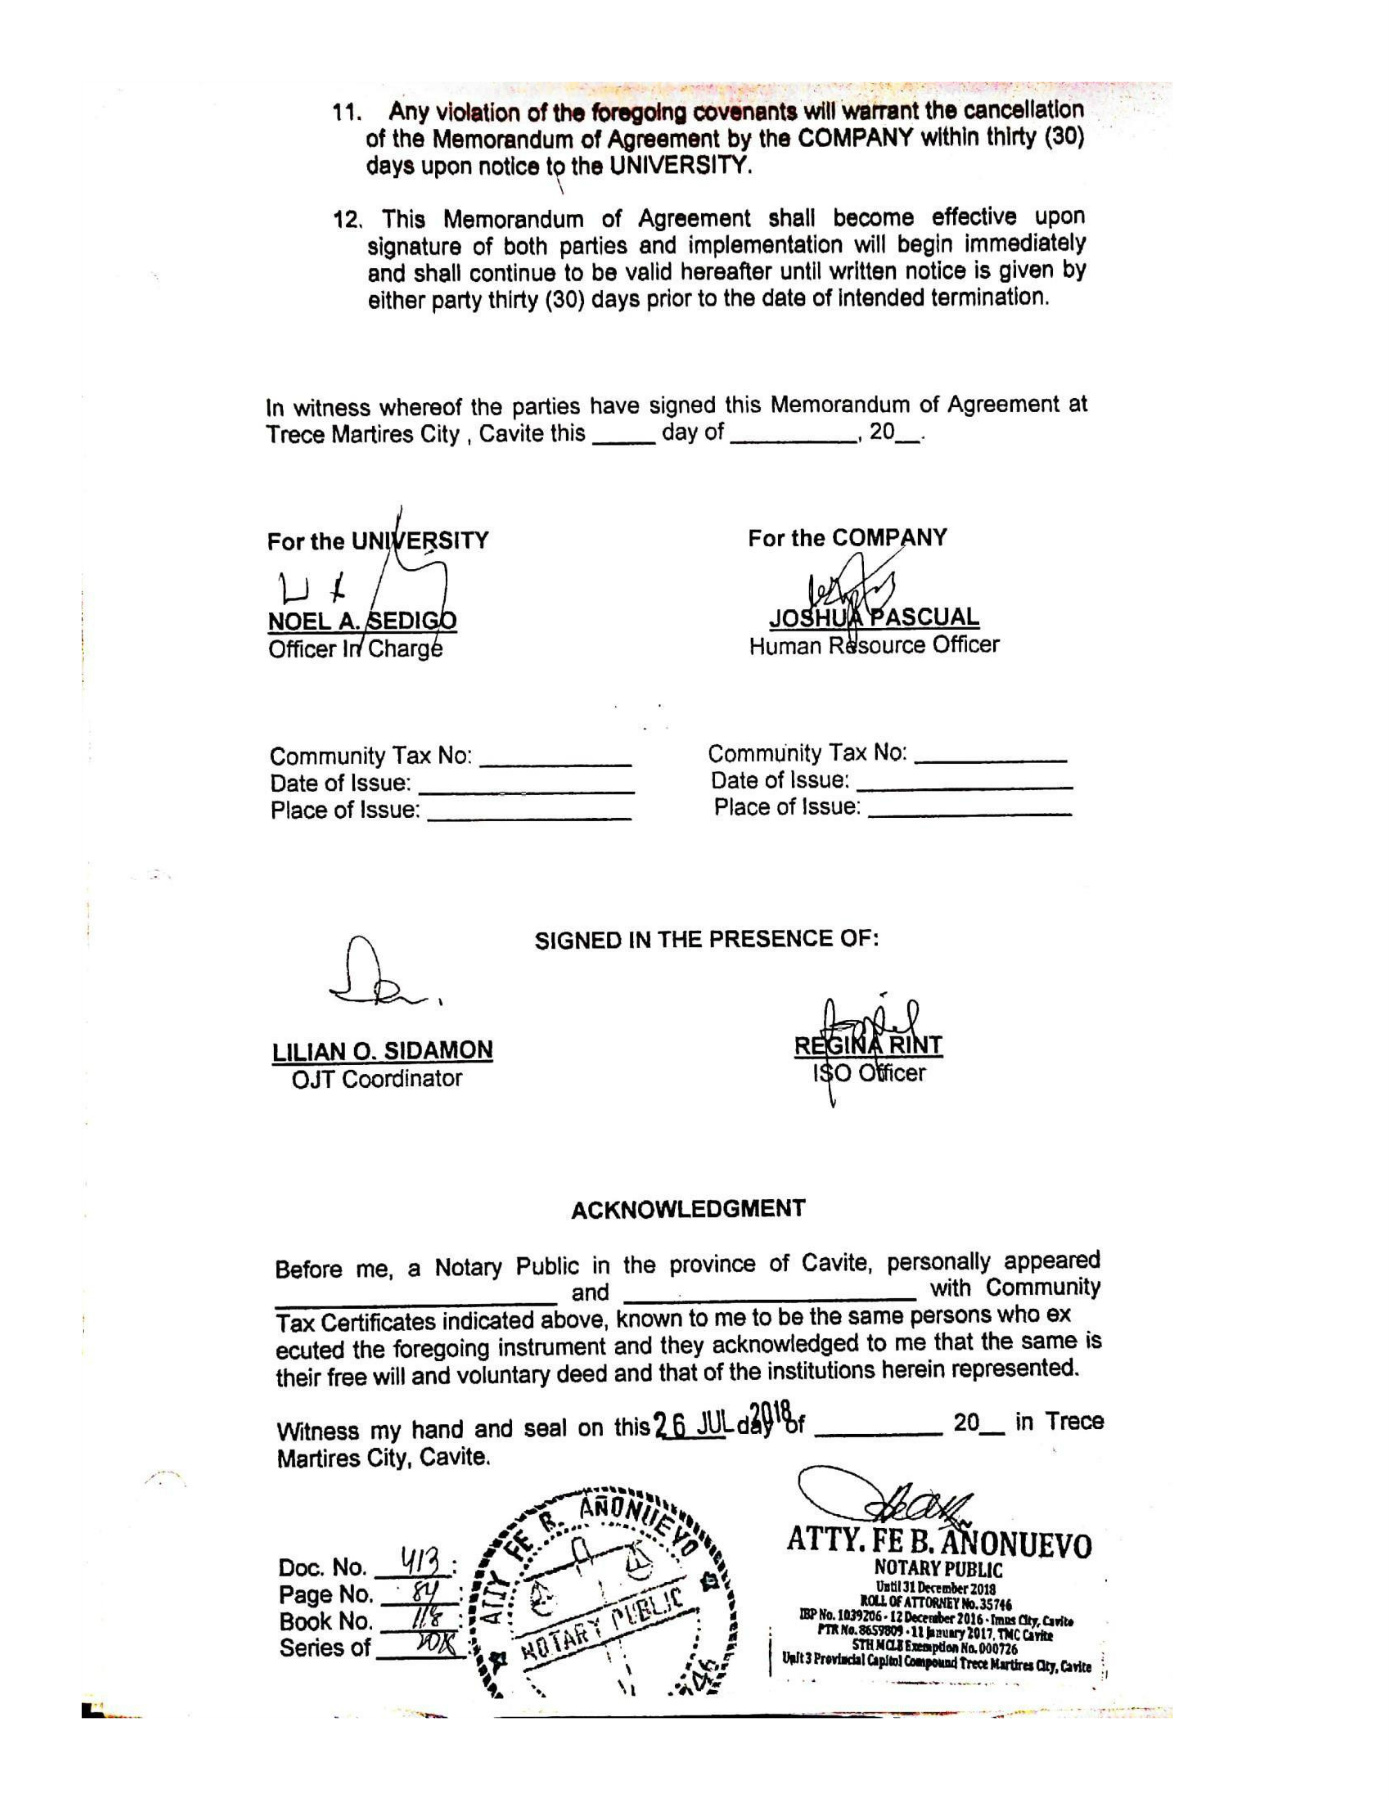 11. Any violation of the foregoing covenants will warrant the cancellation
of the Memorandum of Agreement by the COMPANY within thirty (30)
days upon notice to the UNIVERSITY.
12. This Memorandum of Agreement shall become effective upon
signature of both parties and implementation will begin immediately
and shall continue to be valid hereafter until written notice is given by
either party thirty (30) days prior to the date of intended termination.
In witness whereof the parties have signed this Memorandum of Agreement at
Trece Martires City , Cavite this _____ day of __________, 20__.
For the UNIVERSITY
For the COMPANY
NOEL A. SEDIGO
Officer In Charge
JOSHUA PASCUAL
Human Resource Officer
Community Tax No: ____________
Date of Issue: _________________
Place of Issue: ________________
Community Tax No: ____________
Date of Issue: _________________
Place of Issue: ________________
SIGNED IN THE PRESENCE OF:
LILIAN O. SIDAMON
OJT Coordinator
REGINA RINT
ISO Officer
ACKNOWLEDGMENT
Before me, a Notary Public in the province of Cavite, personally appeared
______________________ and ______________________ with Community
Tax Certificates indicated above, known to me to be the same persons who ex
ecuted the foregoing instrument and they acknowledged to me that the same is
their free will and voluntary deed and that of the institutions herein represented.
Witness my hand and seal on this 26 JUL 2018 day of __________ 20__ in Trece
Martires City, Cavite.
Doc. No. 413 :
Page No. 84 :
Book No. 118 :
Series of 2018
ATTY FE B. AÑONUEVO
NOTARY PUBLIC
ATTY. FE B. AÑONUEVO
NOTARY PUBLIC
Until 31 December 2018
ROLL OF ATTORNEY No. 35746
IBP No. 1039206 - 12 December 2016 - Imus City, Cavite
PTR No. 8659809 - 11 January 2017, TMC Cavite
5TH MCLE Exemption No. 000726
Unit 3 Provincial Capitol Compound Trece Martires City, Cavite